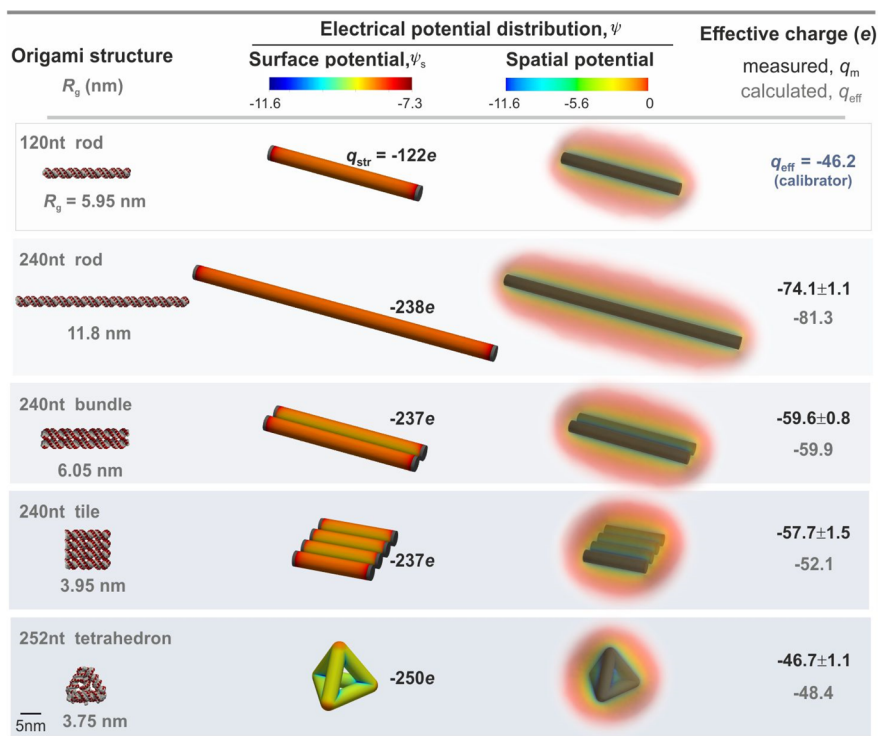 Electrical potential distribution, ψ
Effective charge (e)
Origami structure
Surface potential,ψs
Spatial potential
measured, qm
Rg (nm)
calculated, qeff
-11.6 -7.3
-11.6 -5.6 0
120nt rod
qstr = -122e
qeff = -46.2
(calibrator)
Rg = 5.95 nm
240nt rod
-238e
-74.1±1.1
-81.3
11.8 nm
240nt bundle
-237e
-59.6±0.8
-59.9
6.05 nm
240nt tile
-237e
-57.7±1.5
-52.1
3.95 nm
252nt tetrahedron
-250e
-46.7±1.1
-48.4
3.75 nm
5nm